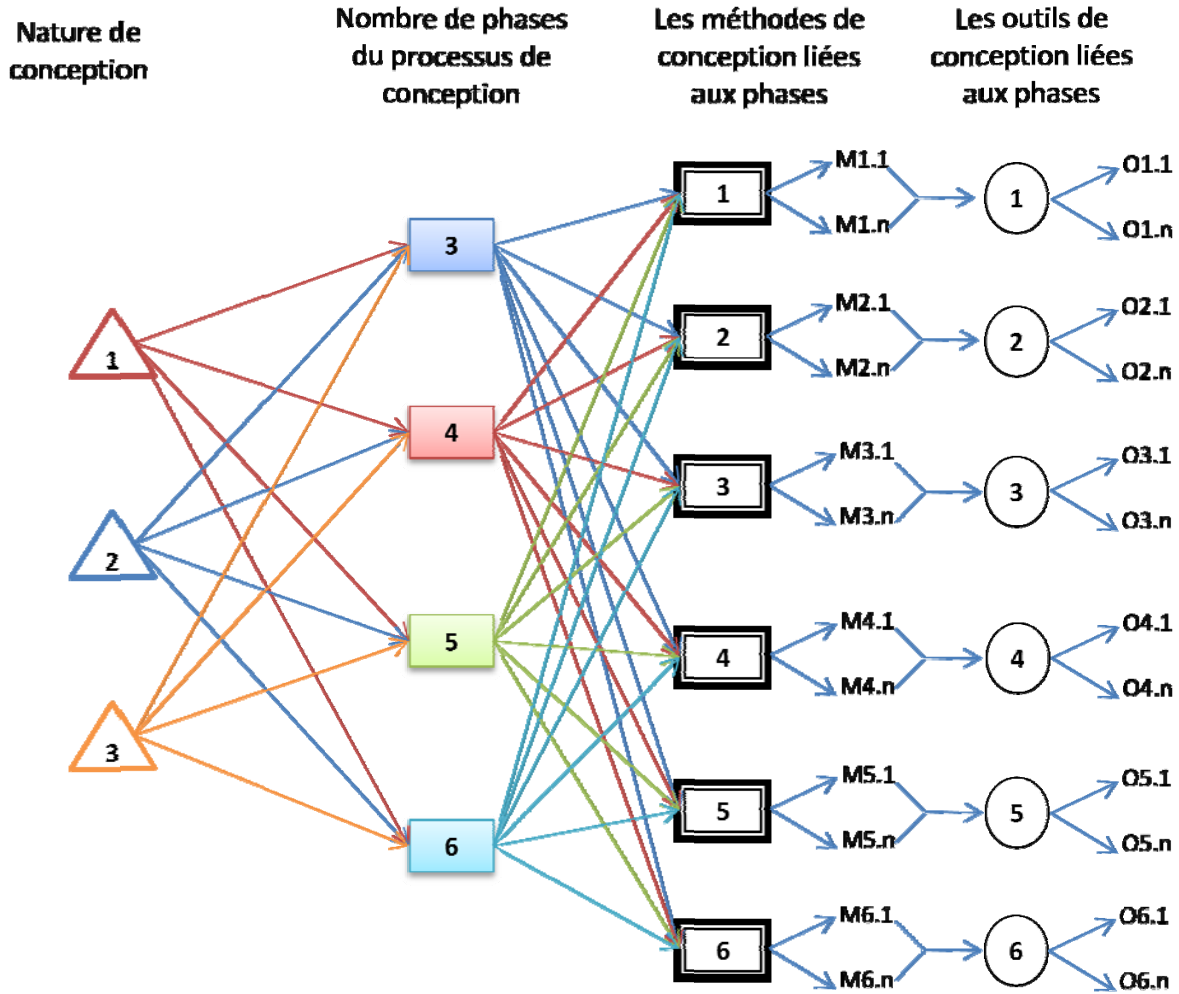 Nature de
conception
Nombre de phases
du processus de
conception
Les méthodes de
conception liées
aux phases
Les outils de
conception liées
aux phases
1
2
3
3
4
5
6
1
M1.1
M1.n
1
O1.1
O1.n
2
M2.1
M2.n
2
O2.1
O2.n
3
M3.1
M3.n
3
O3.1
O3.n
4
M4.1
M4.n
4
O4.1
O4.n
5
M5.1
M5.n
5
O5.1
O5.n
6
M6.1
M6.n
6
O6.1
O6.n